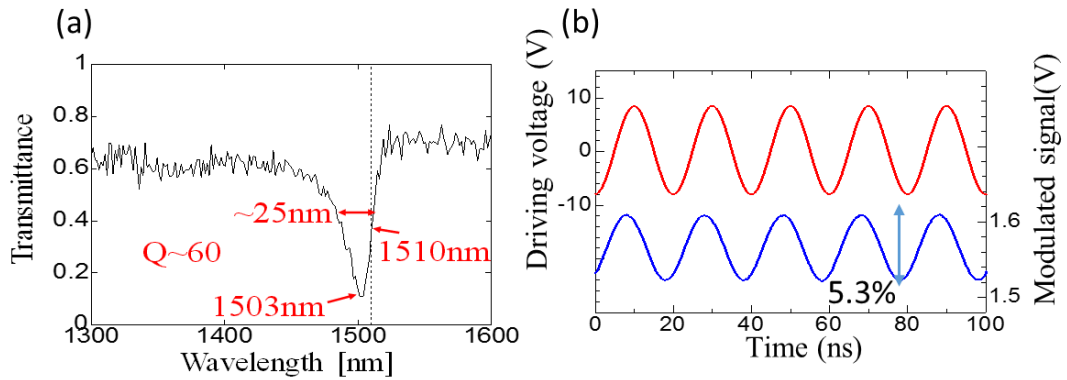 (a)
Transmittance
1
0.8
0.6
0.4
0.2
0
1300
1400
1500
1600
Wavelength [nm]
~25nm
Q~60
1510nm
1503nm
(b)
Driving voltage (V)
10
0
-10
Modulated signal(V)
1.6
1.5
5.3%
0
20
40
60
80
100
Time (ns)